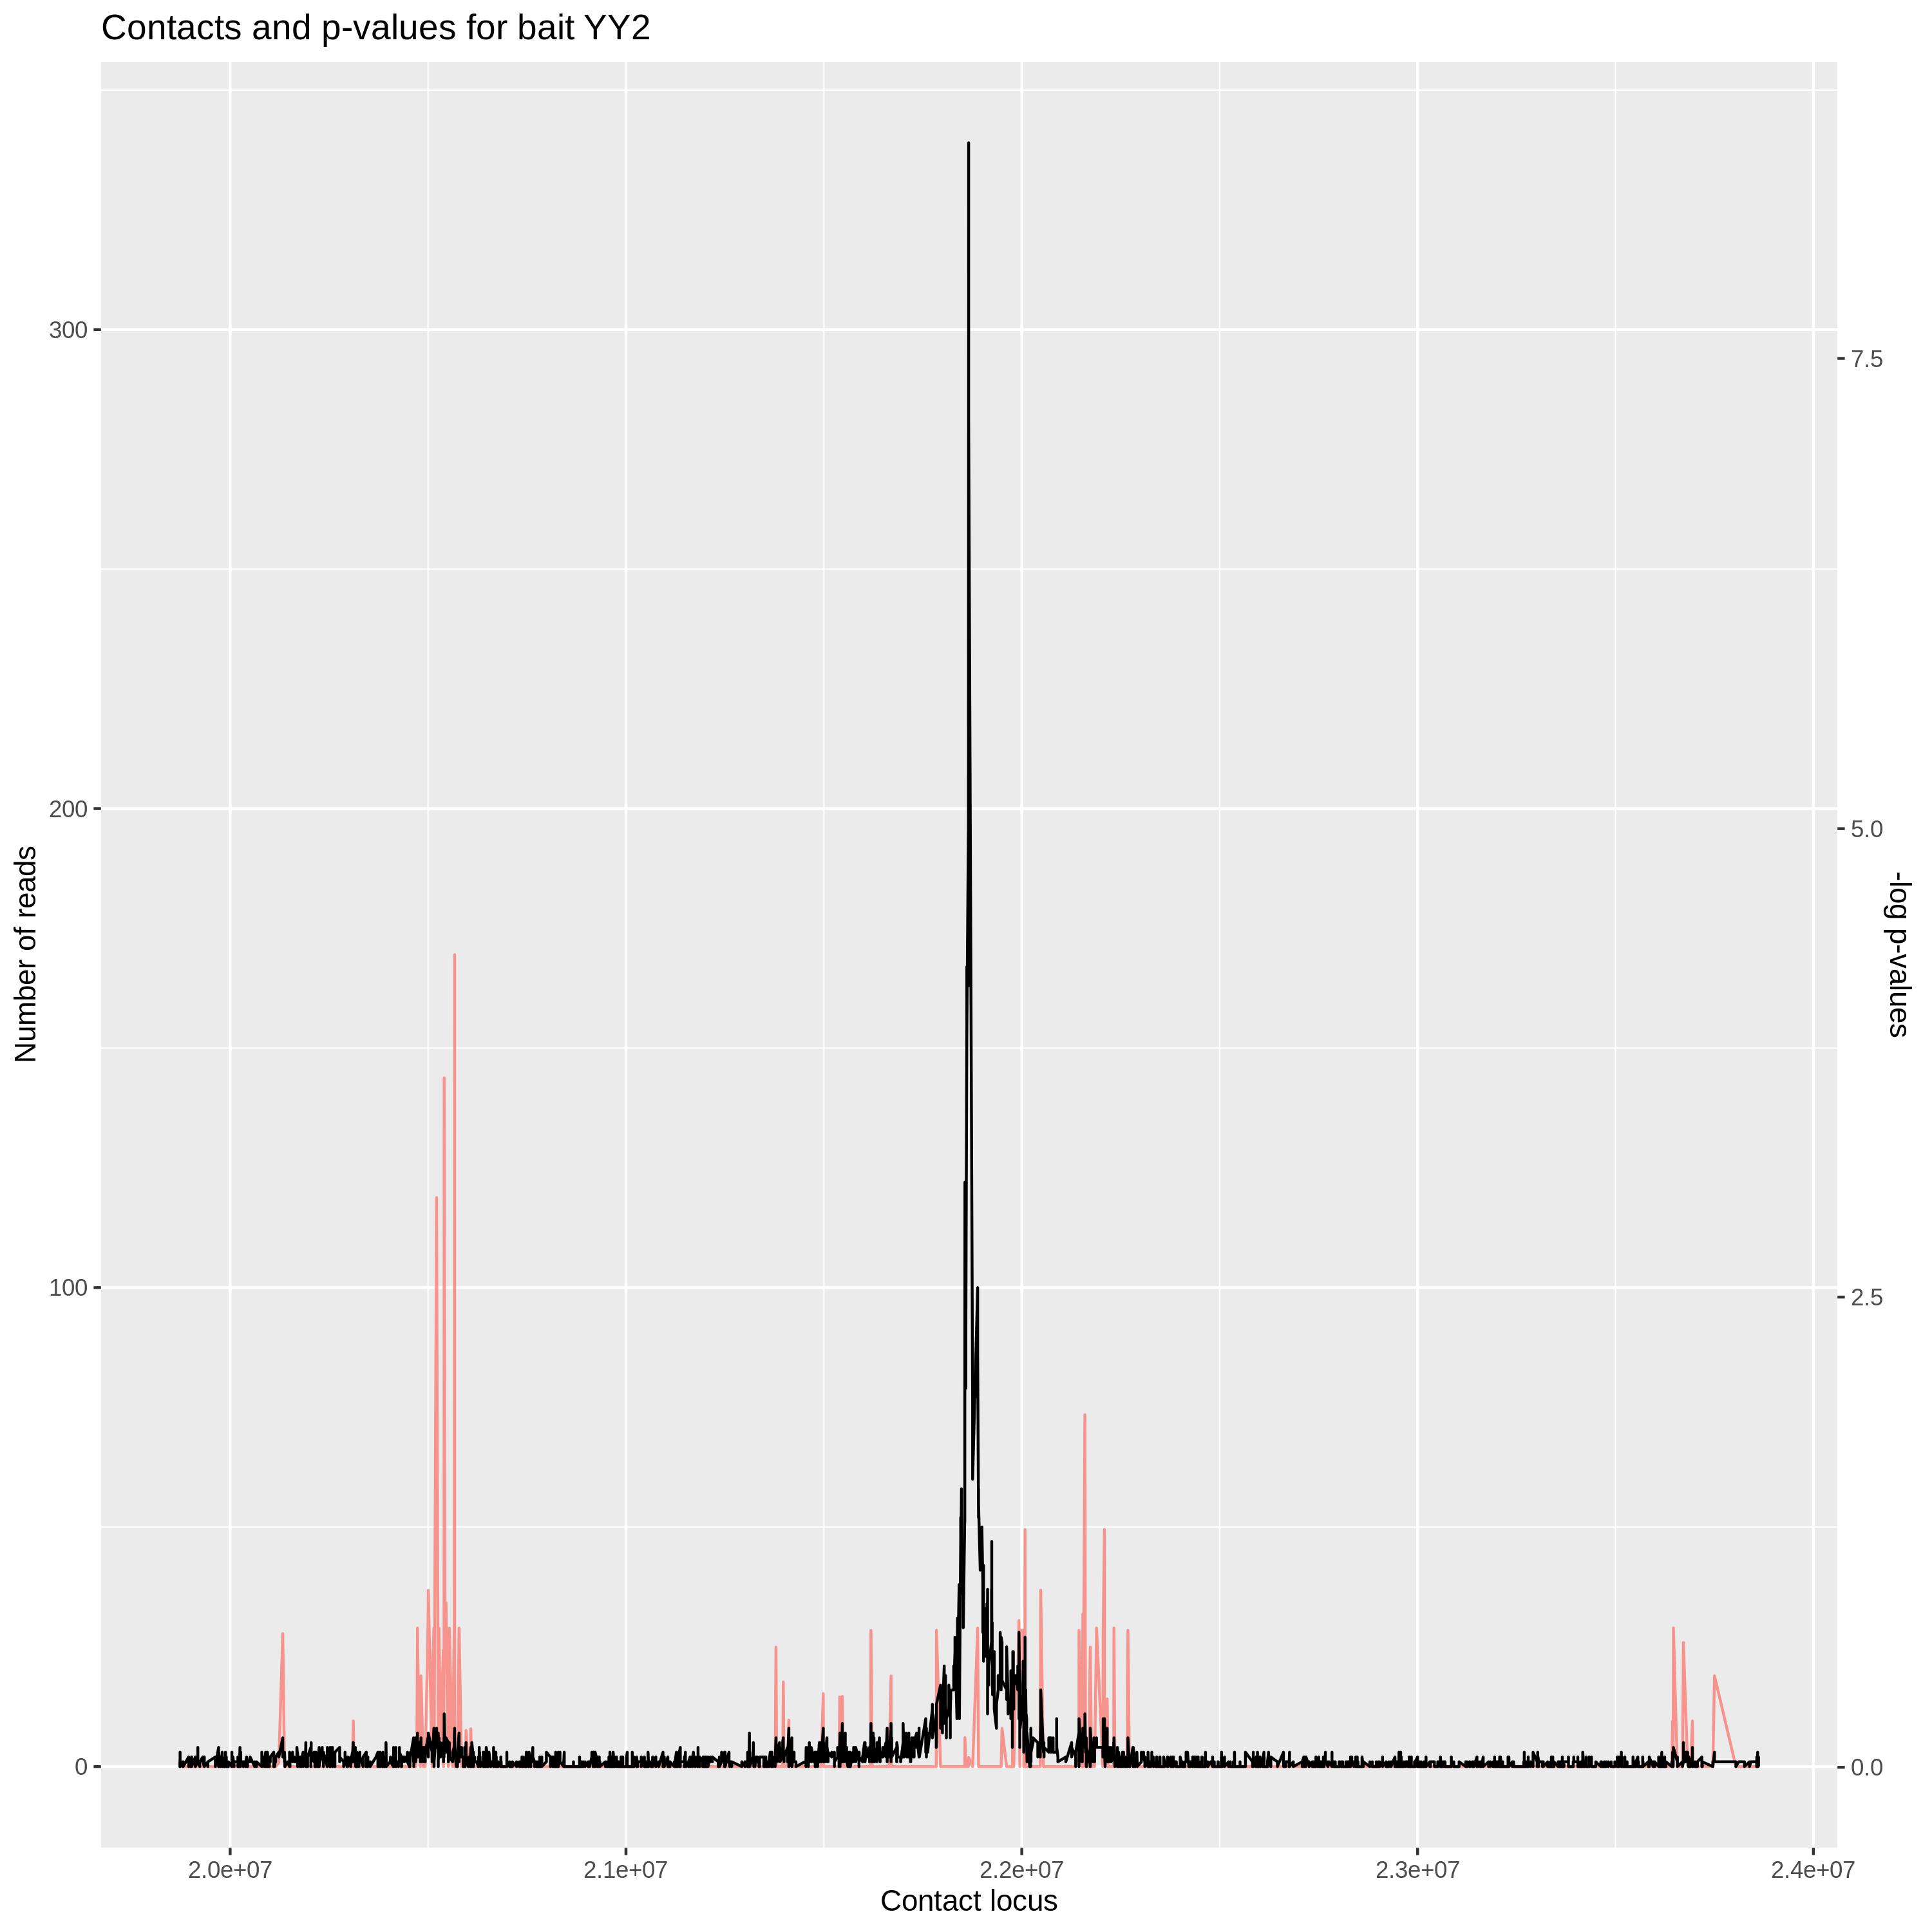 Contacts and p-values for bait YY2
300
200
100
0
Number of reads
7.5
5.0
2.5
0.0
-log p-values
2.0e+07
2.1e+07
2.2e+07
2.3e+07
2.4e+07
Contact locus